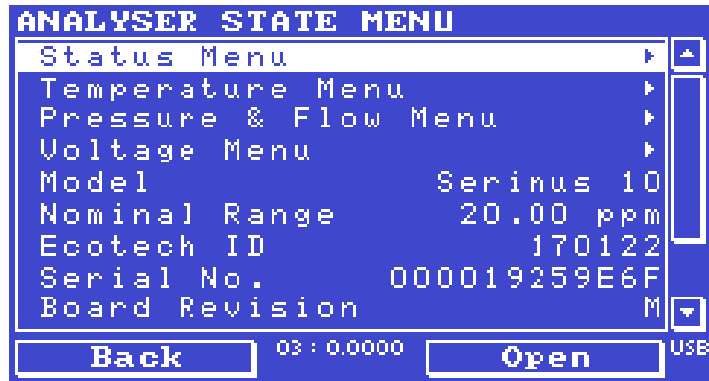 ANALYSER STATE MENU
Status Menu
Temperature Menu
Pressure & Flow Menu
Voltage Menu
Model Serinus 10
Nominal Range 20.00 ppm
Ecotech ID 170122
Serial No. 000019259E6F
Board Revision M
Back 03 : 0.0000 Open USB